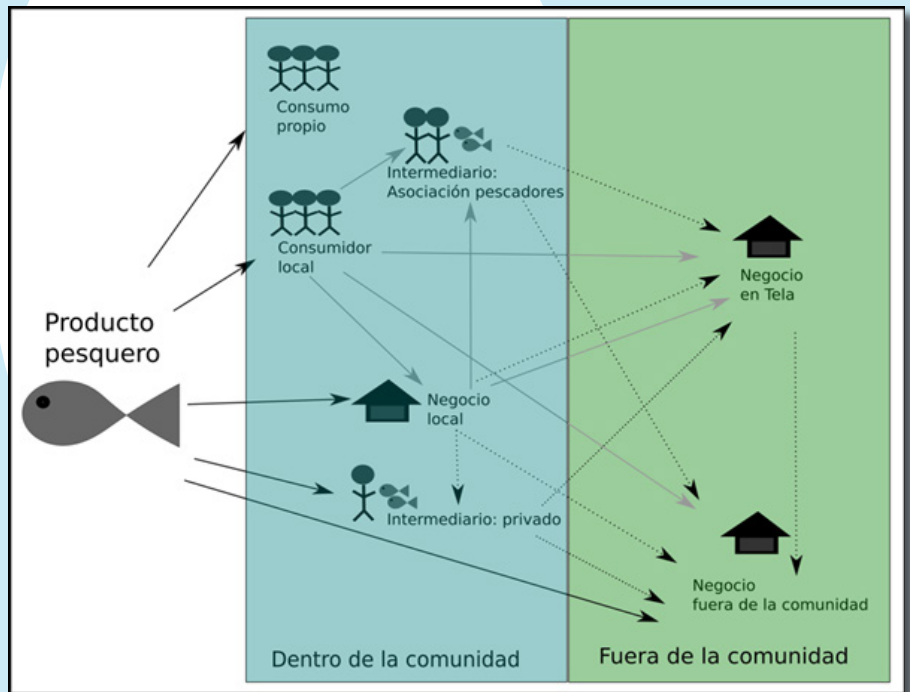 Producto
pesquero
Consumo
propio
Intermediario:
Asociación pescadores
Consumidor
local
Negocio
local
Intermediario: privado
Dentro de la comunidad
Negocio
en Tela
Negocio
fuera de la comunidad
Fuera de la comunidad